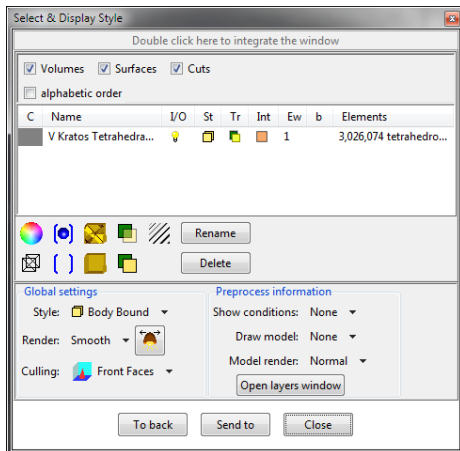 Select & Display Style
Double click here to integrate the window
Volumes Surfaces Cuts
alphabetic order
C Name I/O St Tr Int Ew b Elements
V Kratos Tetrahedra... 1 3,026,074 tetrahedro...
Rename
Delete
Global settings Preprocess information
Style: Body Bound Show conditions: None
Render: Smooth Draw model: None
Model render: Normal
Culling: Front Faces
Open layers window
To back Send to Close